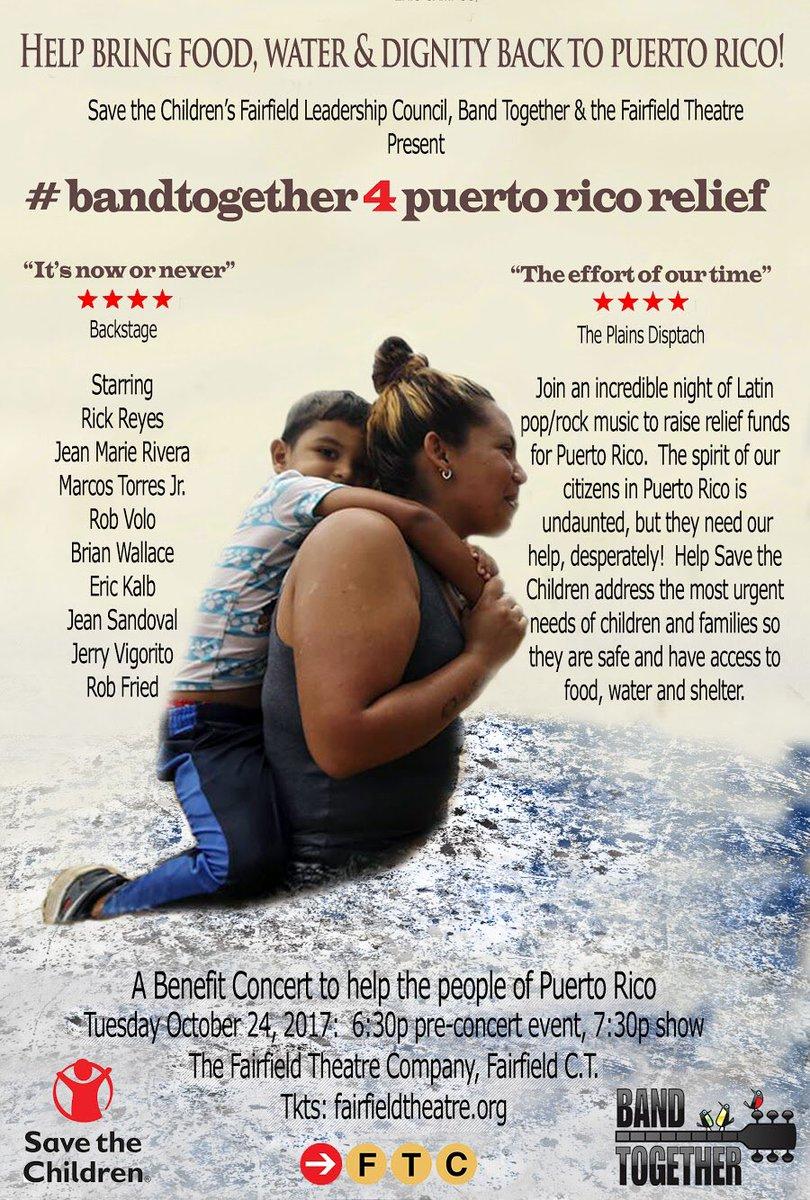 HELP BRING FOOD, WATER & DIGNITY BACK TO PUERTO RICO!
Save the Children's Fairfield Leadership Council, Band Together & the Fairfield Theatre
Present
# bandtogether 4 puerto rico relief
“It's now or never”
★★★★
Backstage
Starring
Rick Reyes
Jean Marie Rivera
Marcos Torres Jr.
Rob Volo
Brian Wallace
Eric Kalb
Jean Sandoval
Jerry Vigorito
Rob Fried
“The effort of our time”
★★★★
The Plains Disptach
Join an incredible night of Latin
pop/rock music to raise relief funds
for Puerto Rico. The spirit of our
citizens in Puerto Rico is
undaunted, but they need our
help, desperately! Help Save the
Children address the most urgent
needs of children and families so
they are safe and have access to
food, water and shelter.
A Benefit Concert to help the people of Puerto Rico
Tuesday October 24, 2017: 6:30p pre-concert event, 7:30p show
The Fairfield Theatre Company, Fairfield C.T.
Tkts: fairfieldtheatre.org
Save the
Children®
→ F T C
BAND
TOGETHER